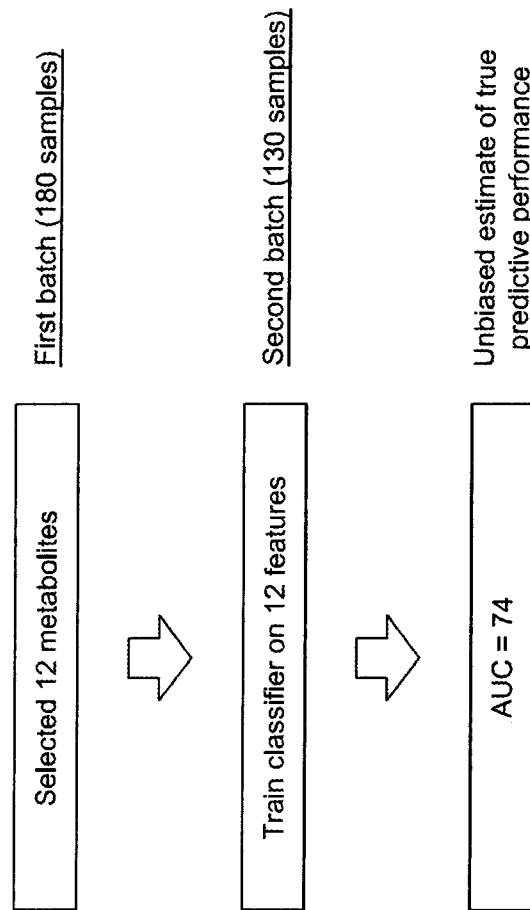 First batch (180 samples)
Selected 12 metabolites
Second batch (130 samples)
Train classifier on 12 features
Unbiased estimate of true
predictive performance
AUC = 74